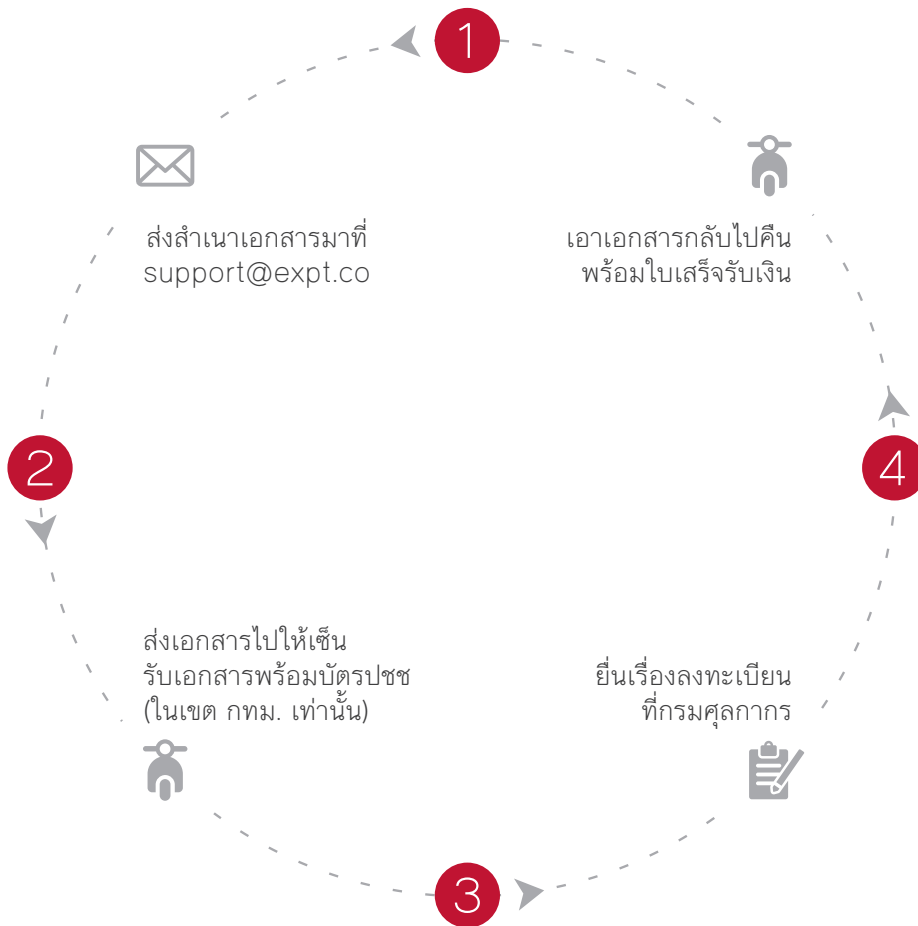 1
ส่งสำเนาเอกสารมาที่
support@expt.co
2
ส่งเอกสารไปให้เซ็น
รับเอกสารพร้อมบัตรปชช
(ในเขต กทม. เท่านั้น)
3
ยื่นเรื่องลงทะเบียน
ที่กรมศุลกากร
4
เอาเอกสารกลับไปคืน
พร้อมใบเสร็จรับเงิน